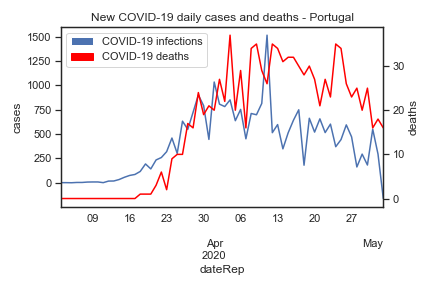 New COVID-19 daily cases and deaths - Portugal
COVID-19 infections
COVID-19 deaths
1500
1250
1000
750
500
250
0
cases
30
20
10
0
deaths
09 16 23 30 06 13 20 27
Apr May
2020
dateRep